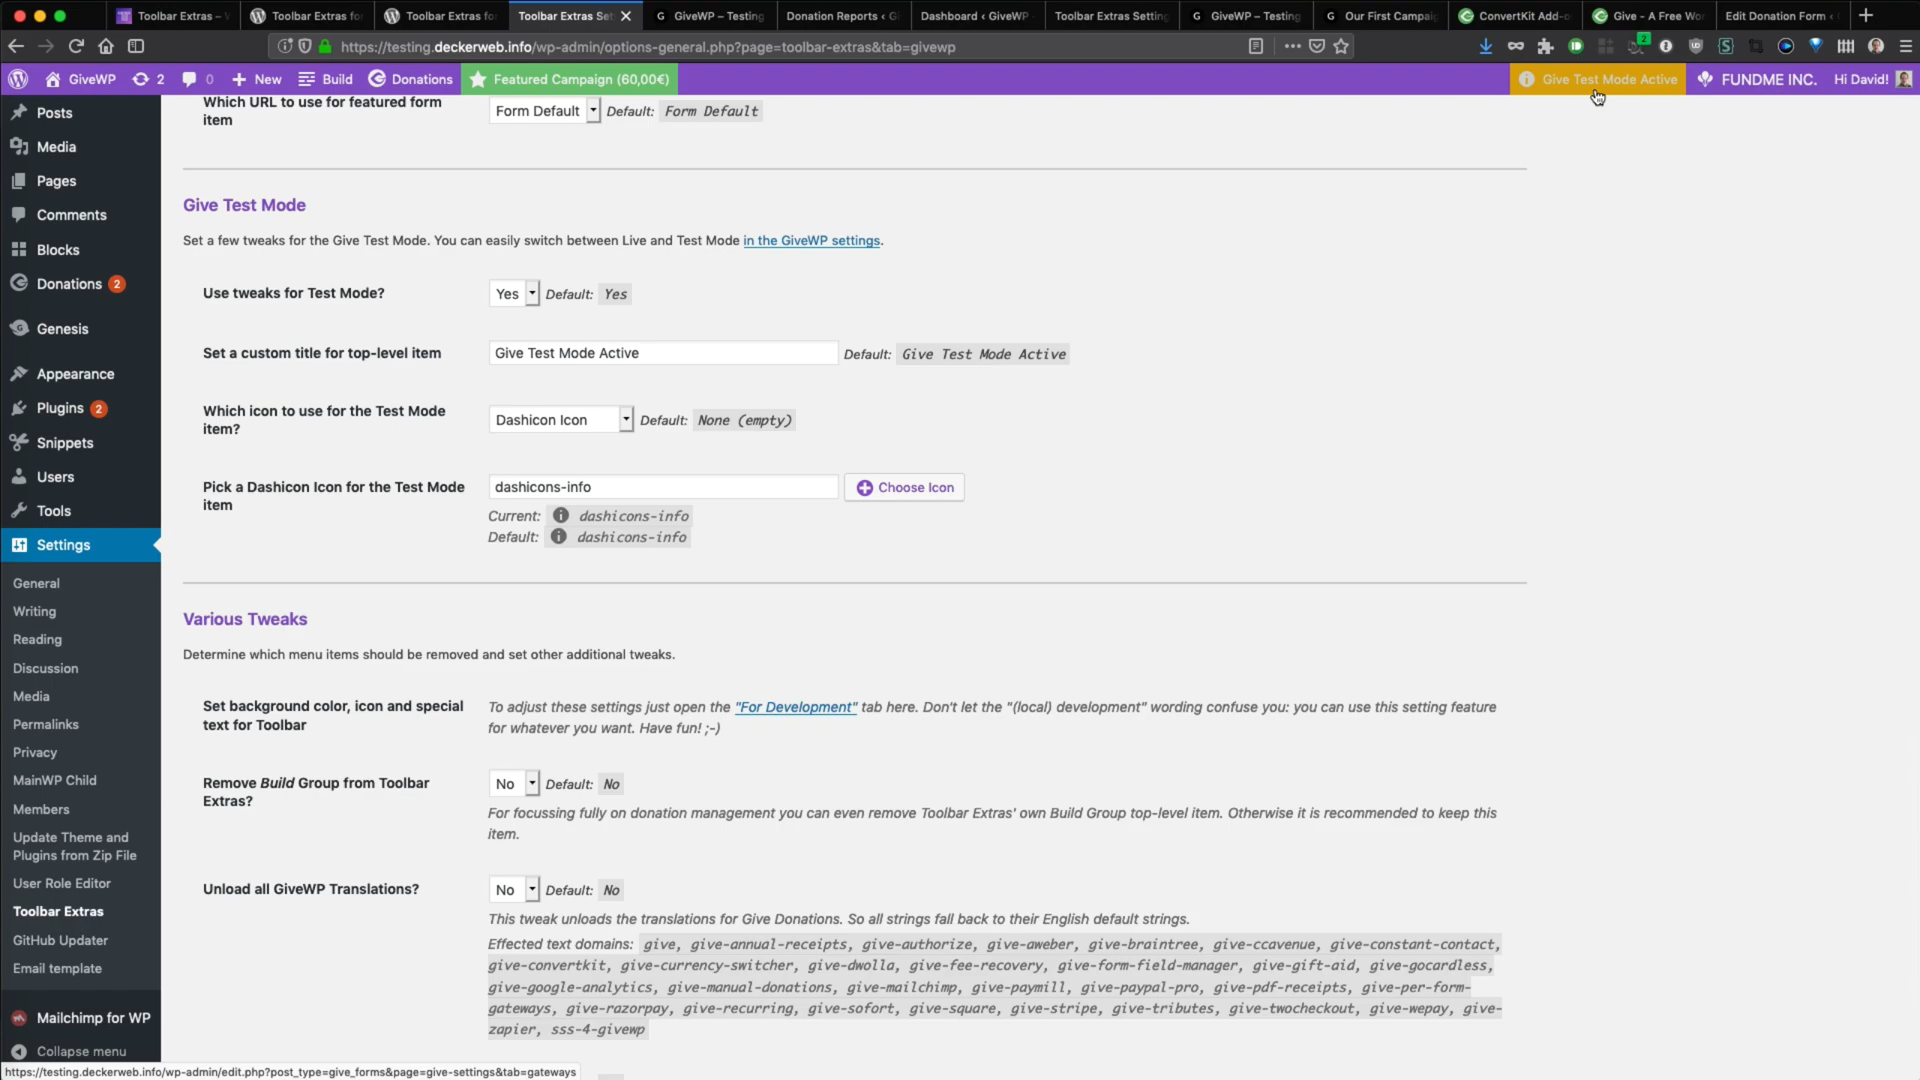 Toolbar Extras – W
Toolbar Extras for
Toolbar Extras for
Toolbar Extras Set
GiveWP – Testing
Donation Reports ‹ G
Dashboard ‹ GiveWP
Toolbar Extras Setting
GiveWP – Testing
Our First Campai
ConvertKit Add-o
Give - A Free Wor
Edit Donation Form ‹
https://testing.deckerweb.info/wp-admin/options-general.php?page=toolbar-extras&tab=givewp
2
GiveWP
2
0
New
Build
Donations
Featured Campaign (60,00€)
Give Test Mode Active
FUNDME INC.
Hi David!
Posts
Media
Pages
Comments
Blocks
Donations 2
Genesis
Appearance
Plugins 2
Snippets
Users
Tools
Settings
General
Writing
Reading
Discussion
Media
Permalinks
Privacy
MainWP Child
Members
Update Theme and
Plugins from Zip File
User Role Editor
Toolbar Extras
GitHub Updater
Email template
Mailchimp for WP
Collapse menu
Which URL to use for featured form
item
Form Default Default: Form Default
Give Test Mode
Set a few tweaks for the Give Test Mode. You can easily switch between Live and Test Mode in the GiveWP settings.
Use tweaks for Test Mode?
Yes Default: Yes
Set a custom title for top-level item
Give Test Mode Active Default: Give Test Mode Active
Which icon to use for the Test Mode
item?
Dashicon Icon Default: None (empty)
Pick a Dashicon Icon for the Test Mode
item
dashicons-info Choose Icon
Current: dashicons-info
Default: dashicons-info
Various Tweaks
Determine which menu items should be removed and set other additional tweaks.
Set background color, icon and special
text for Toolbar
To adjust these settings just open the "For Development" tab here. Don't let the "(local) development" wording confuse you: you can use this setting feature
for whatever you want. Have fun! ;-)
Remove Build Group from Toolbar
Extras?
No Default: No
For focussing fully on donation management you can even remove Toolbar Extras' own Build Group top-level item. Otherwise it is recommended to keep this
item.
Unload all GiveWP Translations?
No Default: No
This tweak unloads the translations for Give Donations. So all strings fall back to their English default strings.
Effected text domains: give, give-annual-receipts, give-authorize, give-aweber, give-braintree, give-ccavenue, give-constant-contact,
give-convertkit, give-currency-switcher, give-dwolla, give-fee-recovery, give-form-field-manager, give-gift-aid, give-gocardless,
give-google-analytics, give-manual-donations, give-mailchimp, give-paymill, give-paypal-pro, give-pdf-receipts, give-per-form-
gateways, give-razorpay, give-recurring, give-sofort, give-square, give-stripe, give-tributes, give-twocheckout, give-wepay, give-
zapier, sss-4-givewp
https://testing.deckerweb.info/wp-admin/edit.php?post_type=give_forms&page=give-settings&tab=gateways